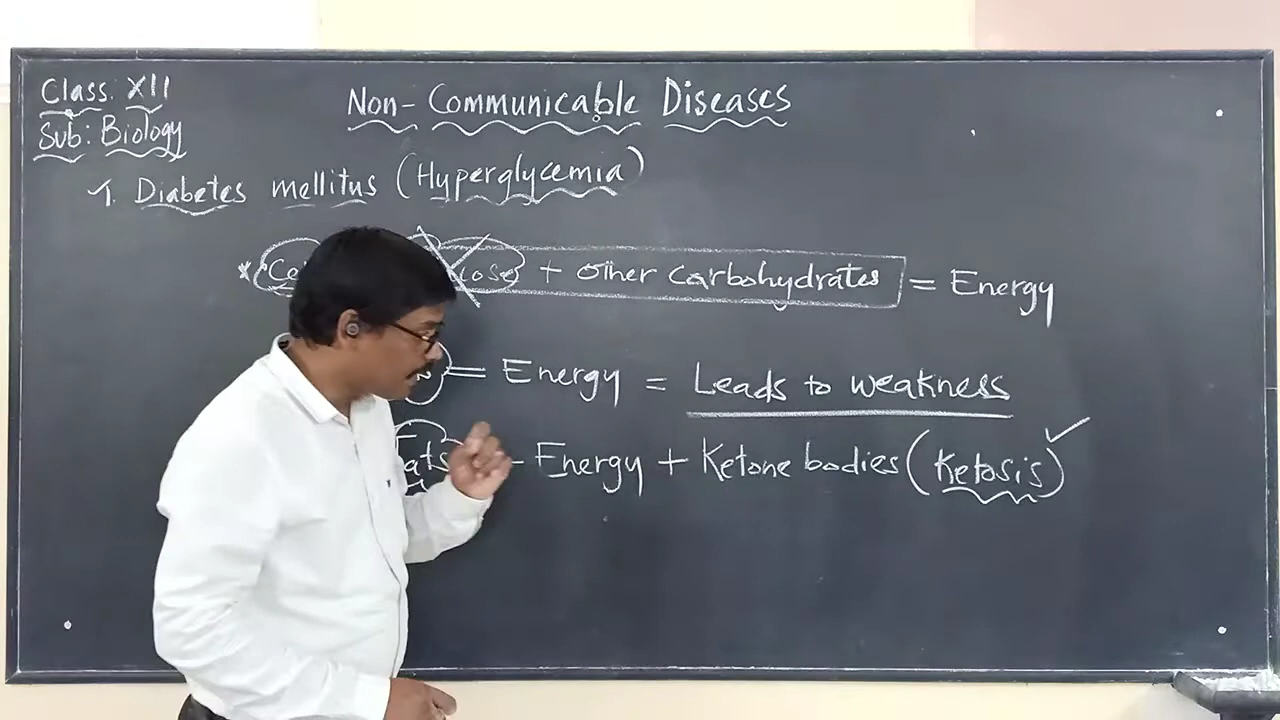 Class: XII
Sub: Biology
Non-Communicable Diseases
1. Diabetes mellitus (Hyperglycemia)
+ other carbohydrates = Energy
= Energy = Leads to weakness
Energy + Ketone bodies (Ketosis)